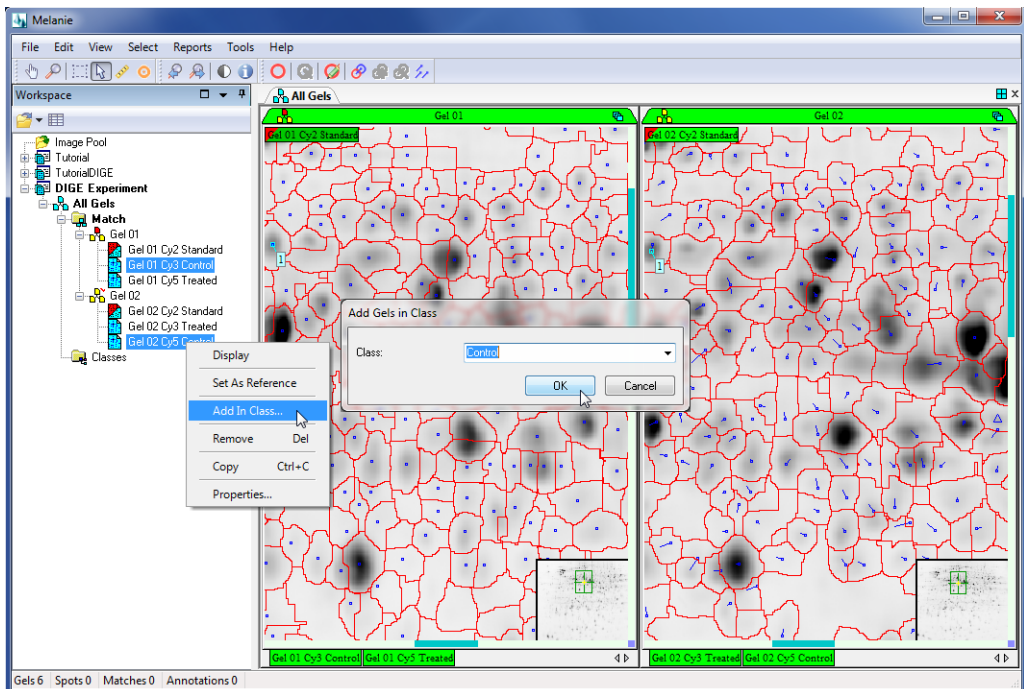 Melanie
File Edit View Select Reports Tools Help
Workspace
All Gels
Image Pool
Tutorial
TutorialDIGE
DIGE Experiment
All Gels
Match
Gel 01
Gel 01 Cy2 Standard
Gel 01 Cy3 Control
Gel 01 Cy5 Treated
Gel 02
Gel 02 Cy2 Standard
Gel 02 Cy3 Treated
Gel 02 Cy5 Control
Classes
Display
Set As Reference
Add In Class...
Remove Del
Copy Ctrl+C
Properties...
Gel 01
Gel 01 Cy2 Standard
1
Gel 01 Cy3 Control Gel 01 Cy5 Treated
Gel 02
Gel 02 Cy2 Standard
1
Gel 02 Cy3 Treated Gel 02 Cy5 Control
Add Gels in Class
Class: Control
OK Cancel
Gels 6 Spots 0 Matches 0 Annotations 0